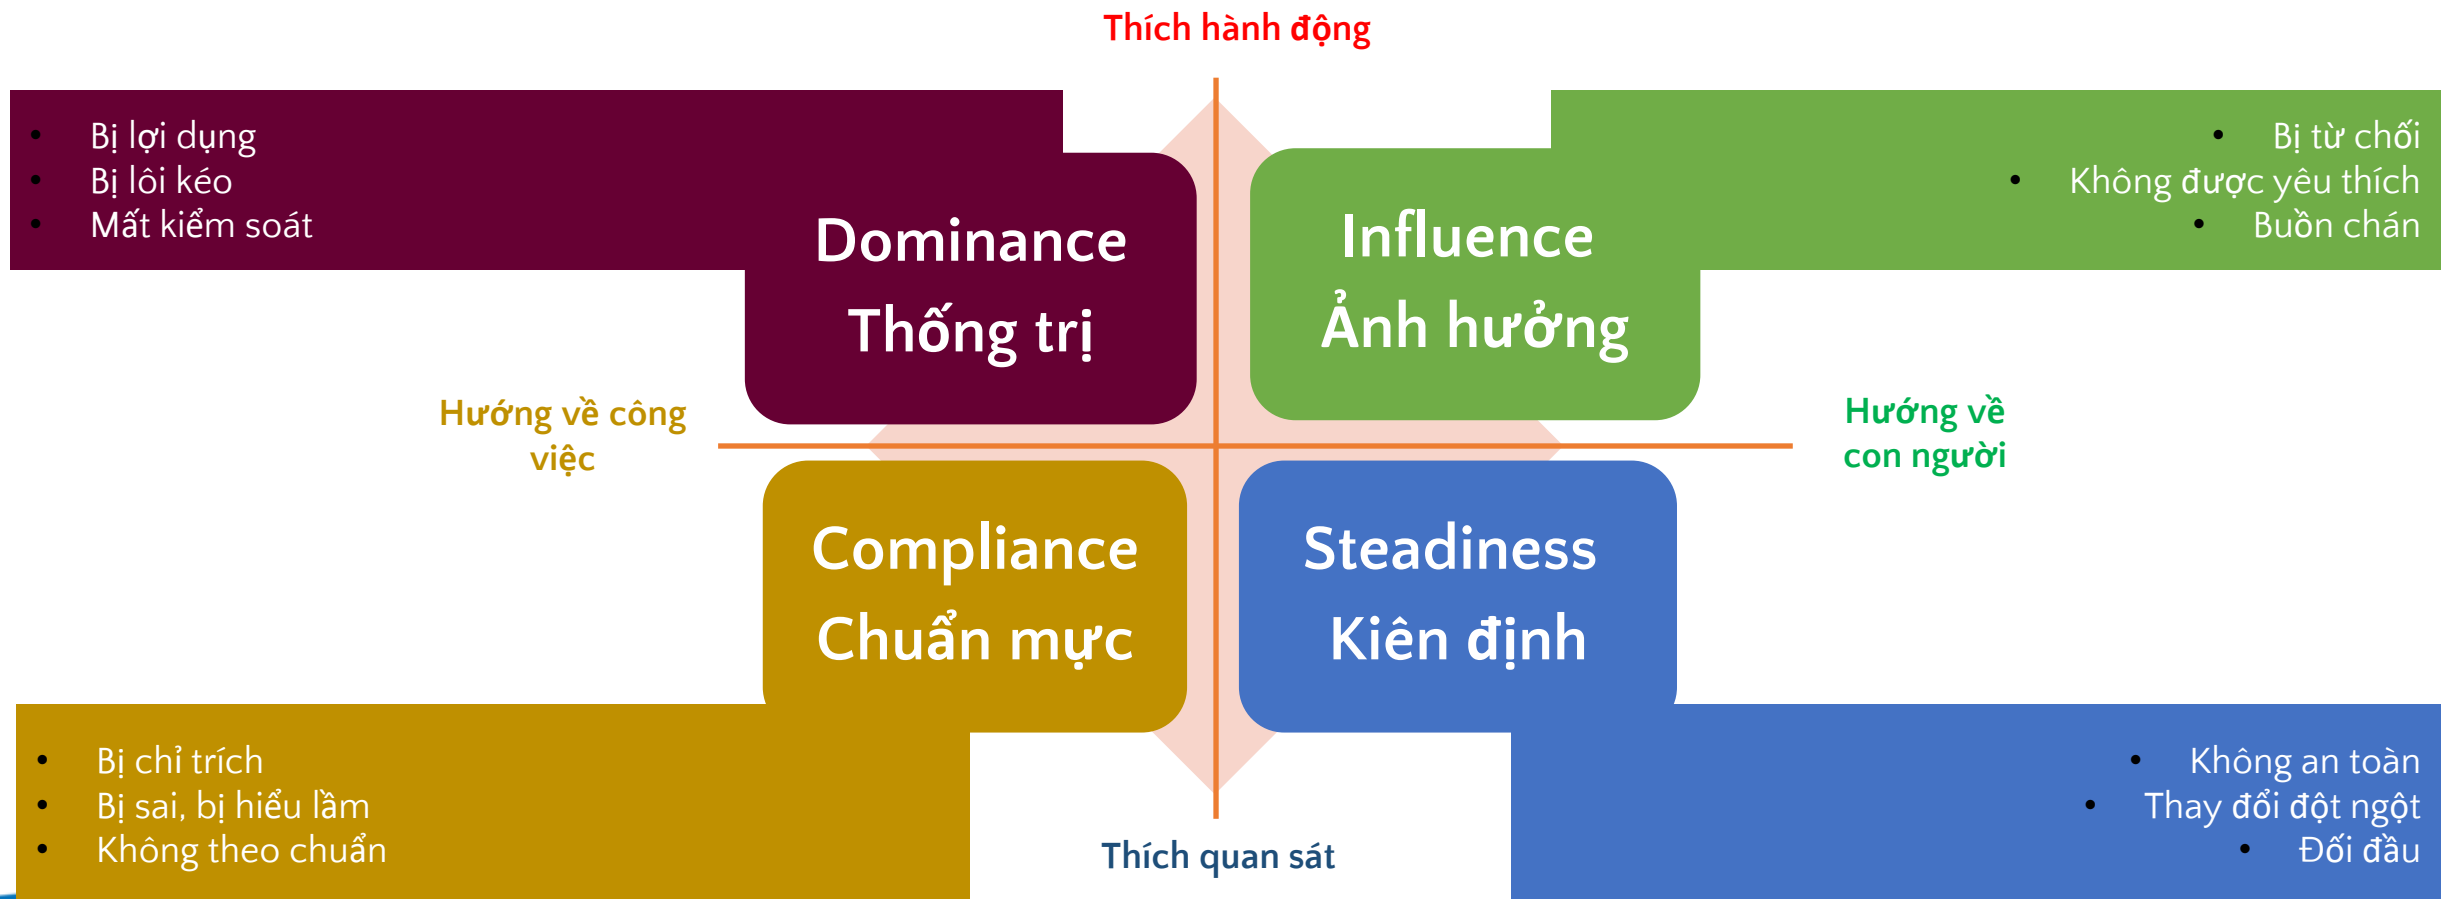 Thích hành động
• Bị lợi dụng
• Bị lôi kéo
• Mất kiểm soát
• Bị từ chối
• Không được yêu thích
• Buồn chán
Dominance
Thống trị
Influence
Ảnh hưởng
Hướng về công
việc
Hướng về
con người
Compliance
Chuẩn mực
Steadiness
Kiên định
• Bị chỉ trích
• Bị sai, bị hiểu lầm
• Không theo chuẩn
Thích quan sát
• Không an toàn
• Thay đổi đột ngột
• Đối đầu